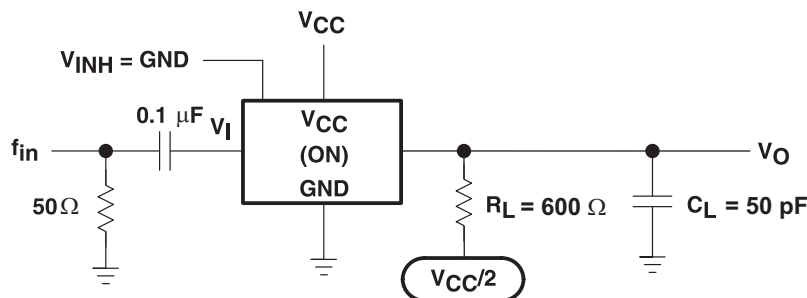 VCC
VINH = GND
0.1 μF
VI
VCC
(ON)
GND
fin
VO
50Ω
RL = 600 Ω
CL = 50 pF
VCC/2